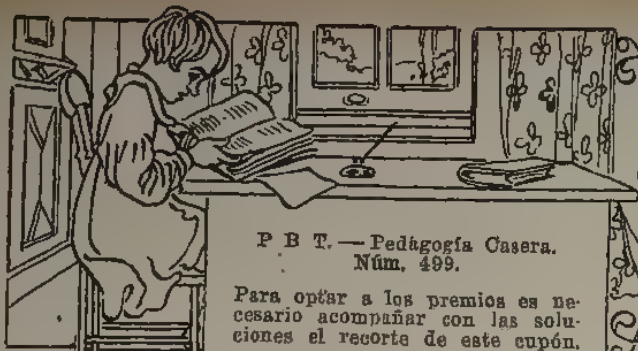 P B T. — Pedagogía Casera.
Núm. 499.
Para optar a los premios es ne-
cesario acompañar con las solu-
ciones el recorte de este cupón.